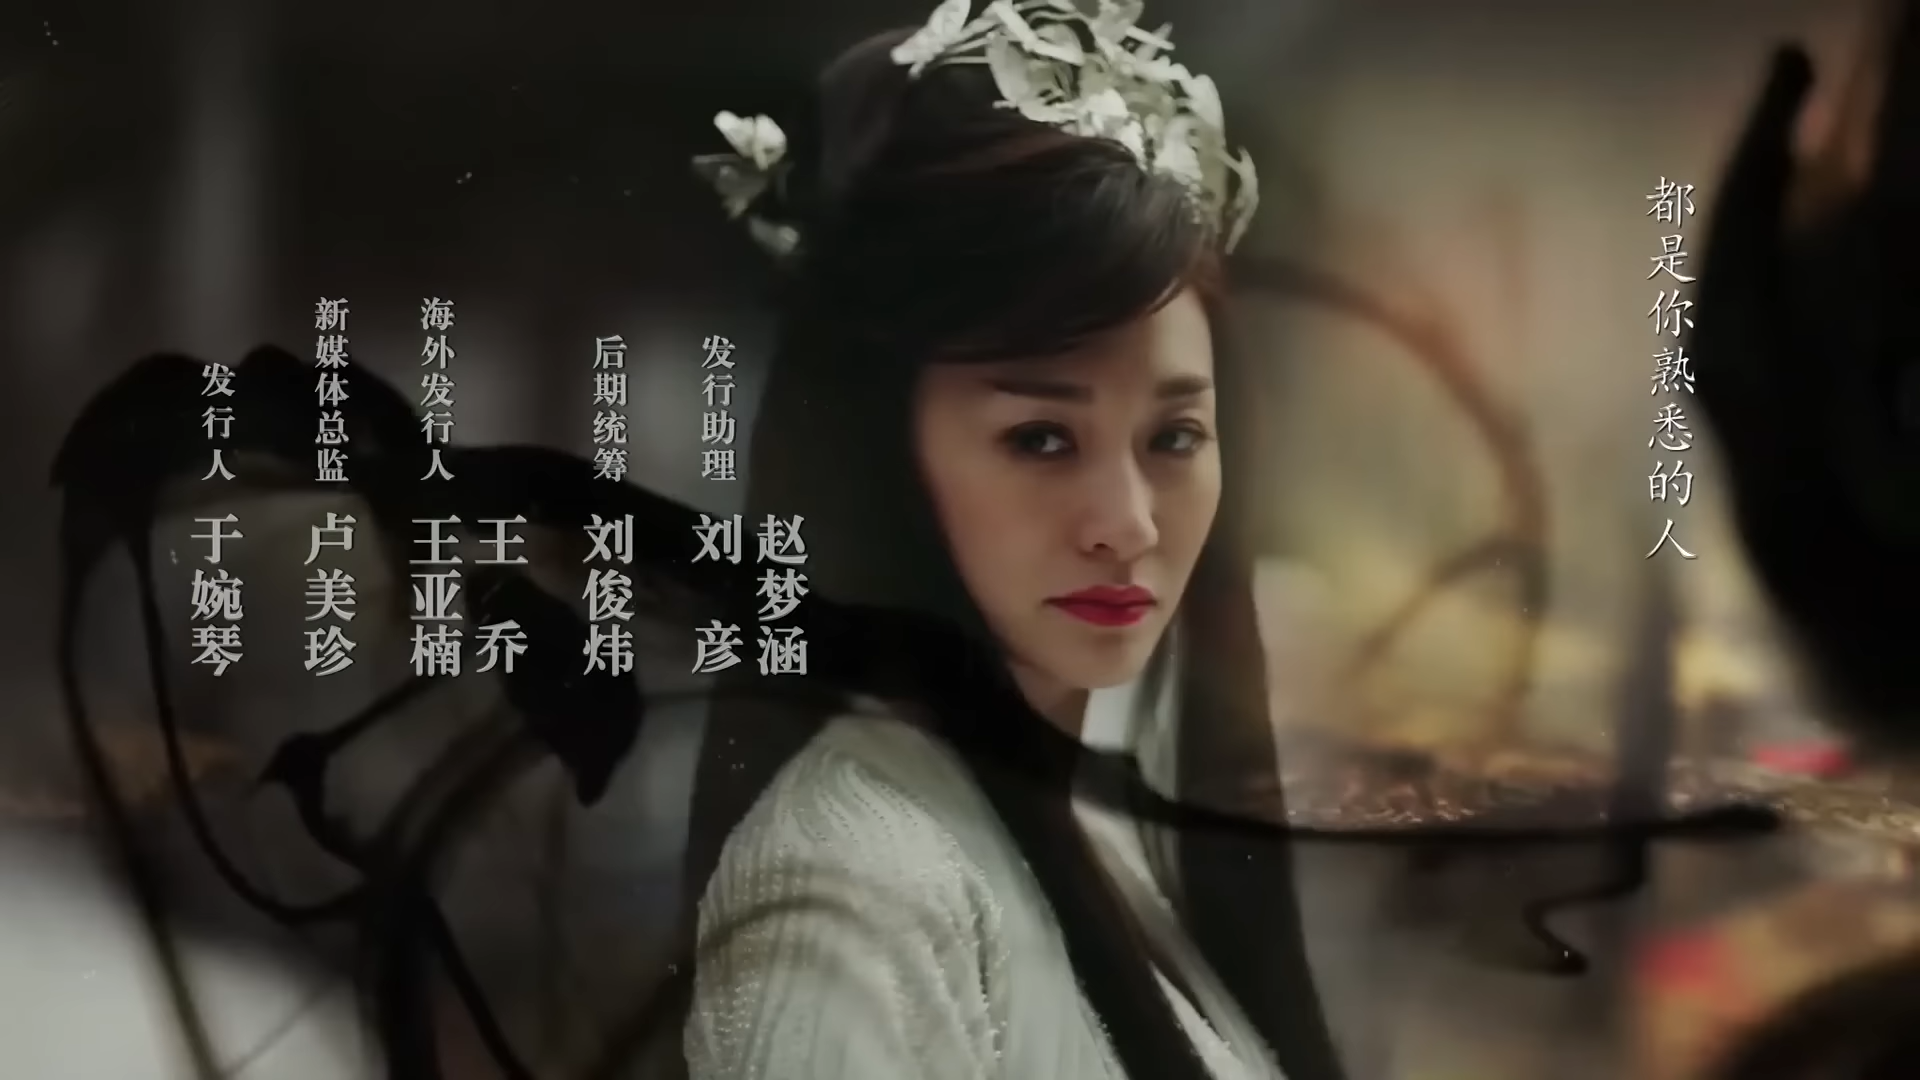 发行人
于婉琴
新媒体总监
卢美珍
海外发行人
王亚楠
王乔
后期统筹
刘俊炜
发行助理
刘彦
赵梦涵
都是你熟悉的人